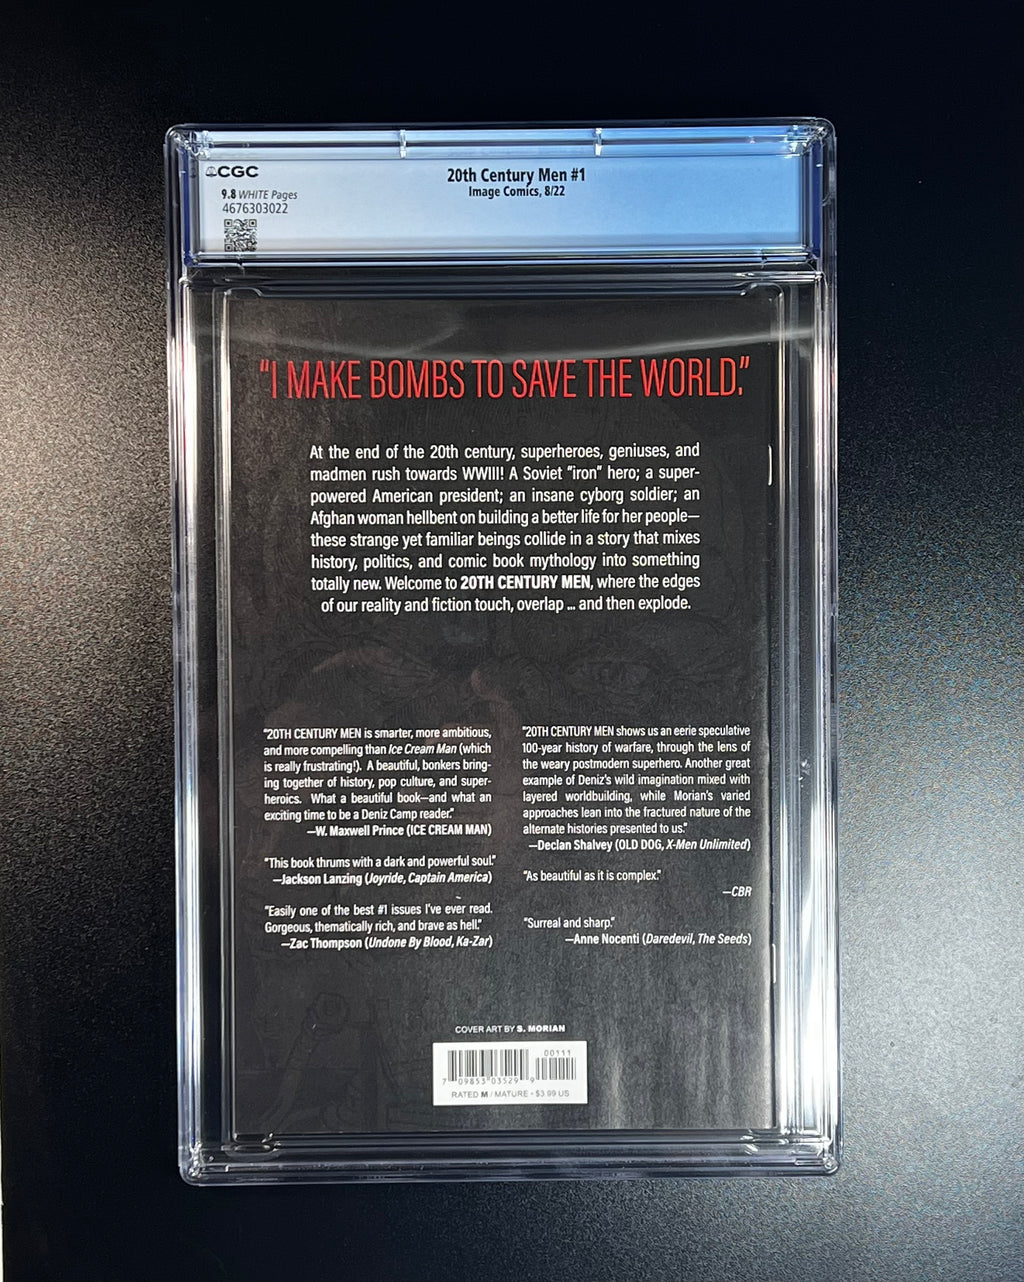 CGC
20th Century Men #1
Image Comics, 8/22
9.8 WHITE Pages
4676303022
"I MAKE BOMBS TO SAVE THE WORLD."
At the end of the 20th century, superheroes, geniuses, and
madmen rush towards WWIII! A Soviet "iron" hero; a super-
powered American president; an insane cyborg soldier; an
Afghan woman hellbent on building a better life for her people—
these strange yet familiar beings collide in a story that mixes
history, politics, and comic book mythology into something
totally new. Welcome to 20TH CENTURY MEN, where the edges
of our reality and fiction touch, overlap ... and then explode.
"20TH CENTURY MEN is smarter, more ambitious,
and more compelling than Ice Cream Man (which
is really frustrating!). A beautiful, bonkers bring-
ing together of history, pop culture, and super-
heroics. What a beautiful book—and what an
exciting time to be a Deniz Camp reader."
—W. Maxwell Prince (ICE CREAM MAN)
"This book thrums with a dark and powerful soul."
—Jackson Lanzing (Joyride, Captain America)
"Easily one of the best #1 issues I've ever read.
Gorgeous, thematically rich, and brave as hell."
—Zac Thompson (Undone By Blood, Ka-Zar)
"20TH CENTURY MEN shows us an eerie speculative
100-year history of warfare, through the lens of
the weary postmodern superhero. Another great
example of Deniz's wild imagination mixed with
layered worldbuilding, while Morian's varied
approaches lean into the fractured nature of the
alternate histories presented to us."
—Declan Shalvey (OLD DOG, X-Men Unlimited)
"As beautiful as it is complex."
—CBR
"Surreal and sharp."
—Anne Nocenti (Daredevil, The Seeds)
COVER ART BY S. MORIAN
00111
7 09853 03529 9
RATED M / MATURE • $3.99 US